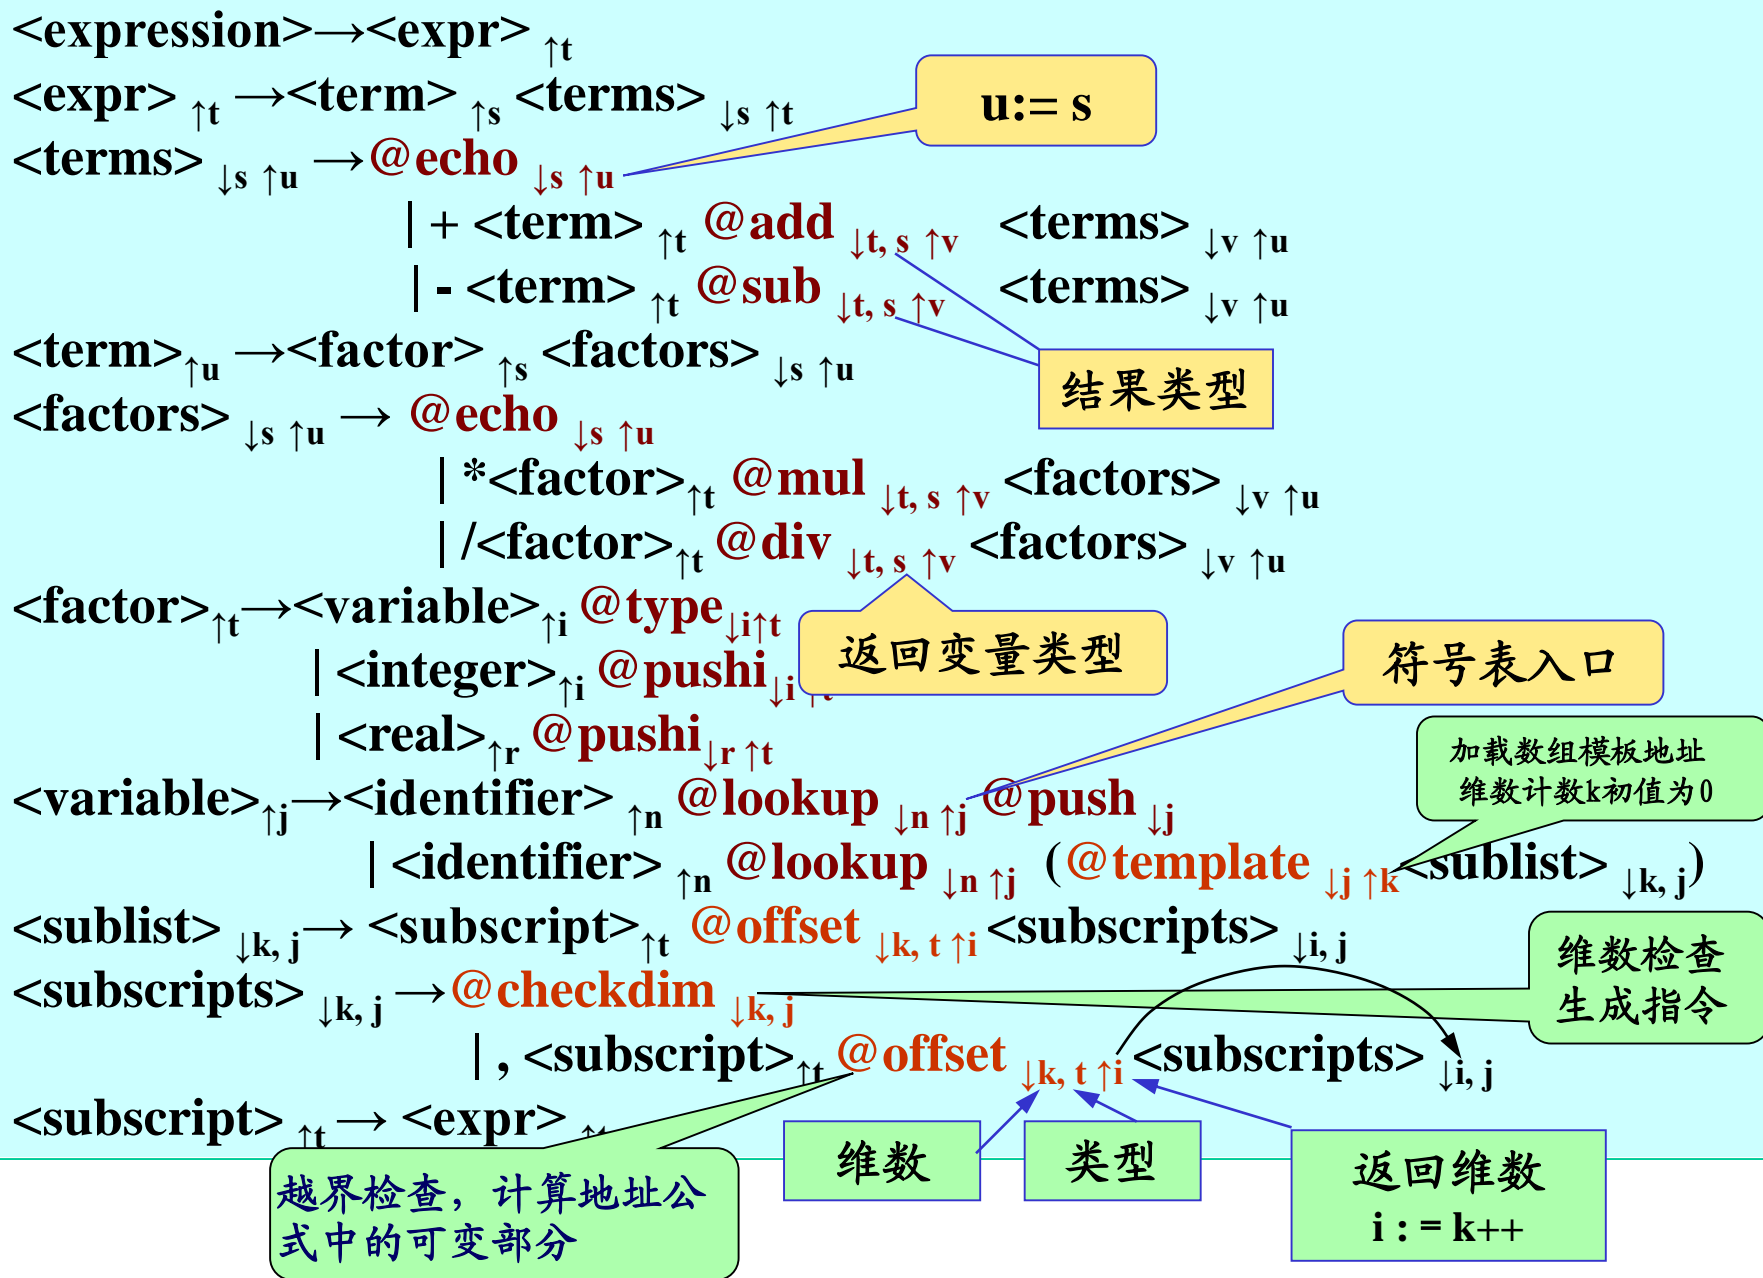 <expression>→<expr> ↑t
<expr> ↑t →<term> ↑s <terms> ↓s ↑t
u:= s
<terms> ↓s ↑u →@echo ↓s ↑u
| + <term> ↑t @add ↓t, s ↑v <terms> ↓v ↑u
| - <term> ↑t @sub ↓t, s ↑v <terms> ↓v ↑u
<term>↑u →<factor> ↑s <factors> ↓s ↑u
结果类型
<factors> ↓s ↑u → @echo ↓s ↑u
| *<factor>↑t @mul ↓t, s ↑v <factors> ↓v ↑u
| /<factor>↑t @div ↓t, s ↑v <factors> ↓v ↑u
<factor>↑t→<variable>↑i @type↓i↑t
返回变量类型
符号表入口
| <integer>↑i @pushi↓i
| <real>↑r @pushi↓r ↑t
加载数组模板地址
维数计数k初值为0
<variable>↑j→<identifier> ↑n @lookup ↓n ↑j @push ↓j
| <identifier> ↑n @lookup ↓n ↑j (@template ↓j ↑k<sublist> ↓k, j)
<sublist> ↓k, j→ <subscript>↑t @offset ↓k, t ↑i <subscripts> ↓i, j
维数检查
生成指令
<subscripts> ↓k, j →@checkdim ↓k, j
| , <subscript>↑t @offset ↓k, t ↑i <subscripts> ↓i, j
<subscript> ↑t → <expr>
维数
类型
返回维数
i : = k++
越界检查，计算地址公
式中的可变部分